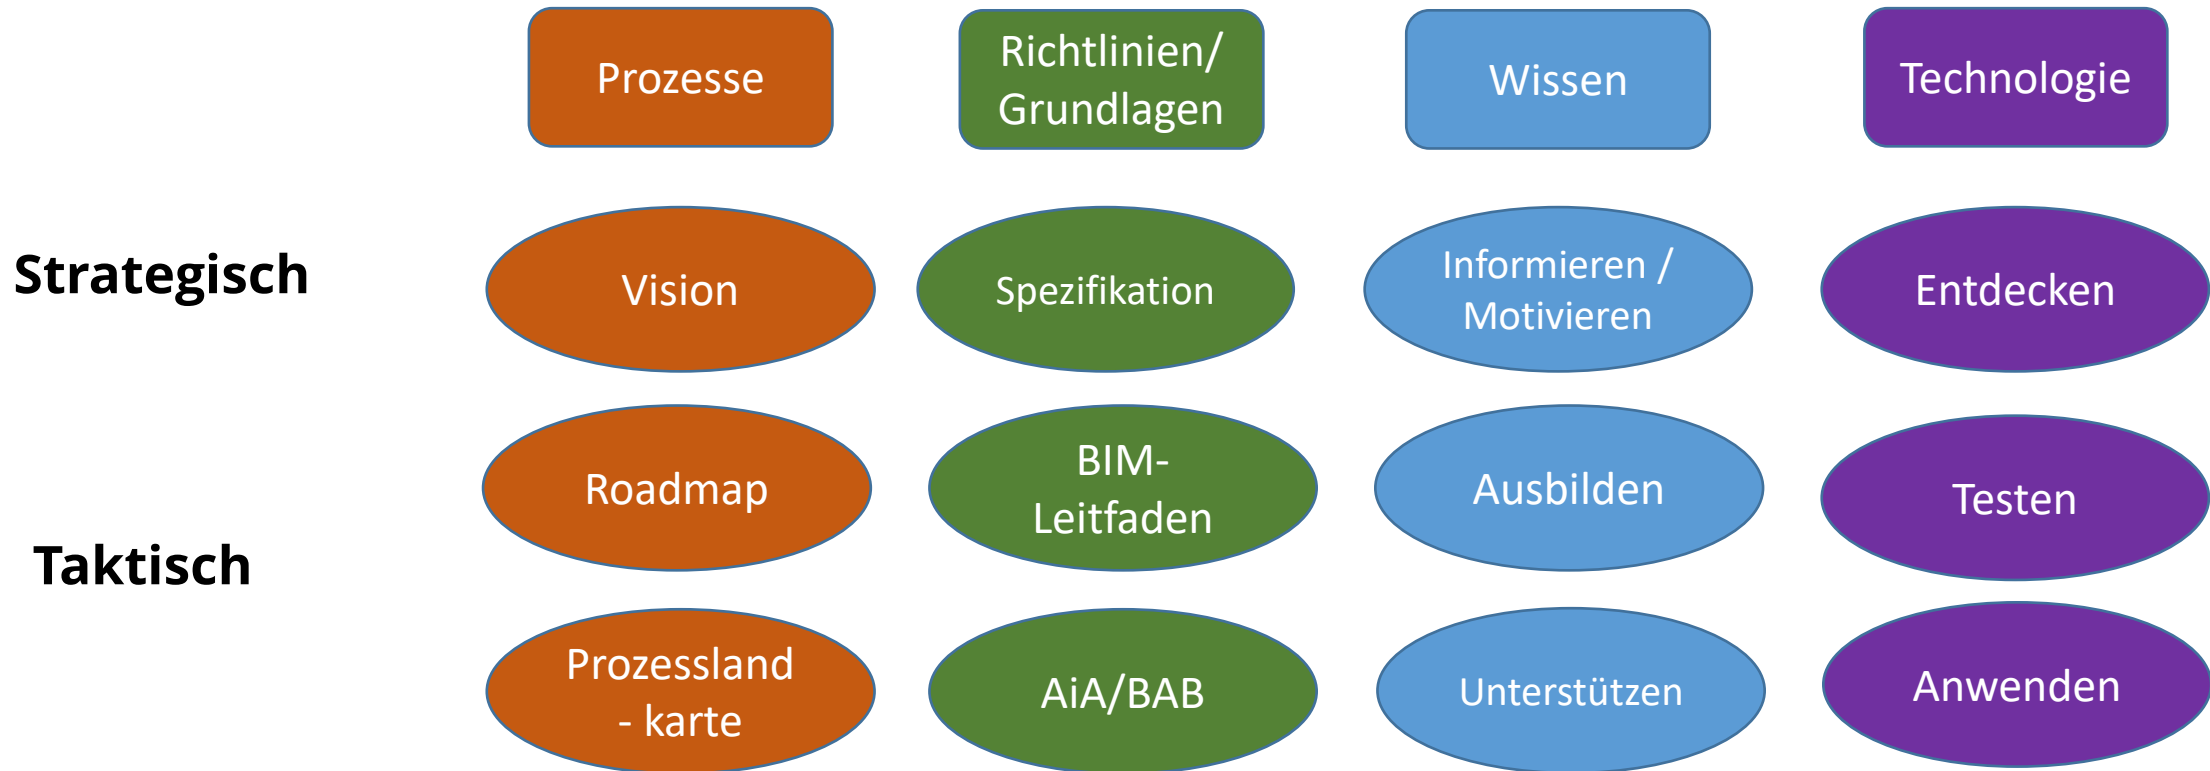 Prozesse
Richtlinien/
Grundlagen
Wissen
Technologie
Strategisch
Vision
Spezifikation
Informieren /
Motivieren
Entdecken
Taktisch
Roadmap
BIM-
Leitfaden
Ausbilden
Testen
Prozessland
- karte
AiA/BAB
Unterstützen
Anwenden